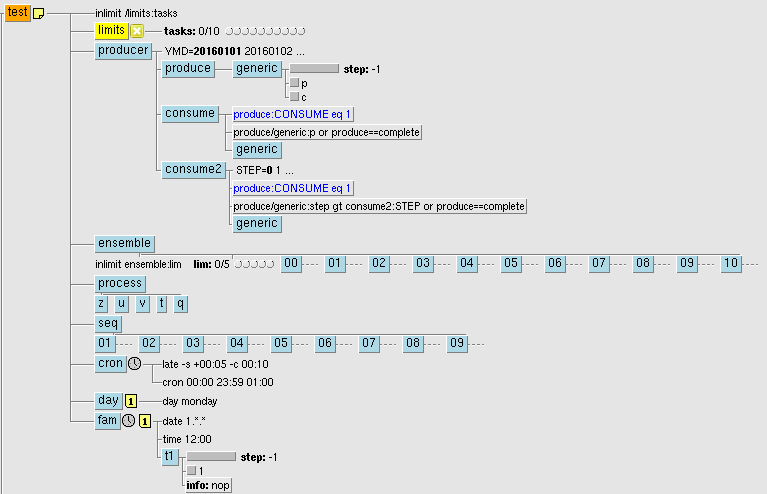 test inlimit /limits:tasks
limits tasks: 0/10
producer YMD=20160101 20160102 ...
produce generic step: -1
p
c
consume produce:CONSUME eq 1
produce/generic:p or produce==complete
generic
consume2 STEP=0 1 ...
produce:CONSUME eq 1
produce/generic:step gt consume2:STEP or produce==complete
generic
ensemble
inlimit ensemble:lim lim: 0/5 00 01 02 03 04 05 06 07 08 09 10
process
z u v t q
seq
01 02 03 04 05 06 07 08 09
cron late -s +00:05 -c 00:10
cron 00:00 23:59 01:00
day 1 day monday
fam 1 date 1.*.*
time 12:00
t1 step: -1
1
info: nop